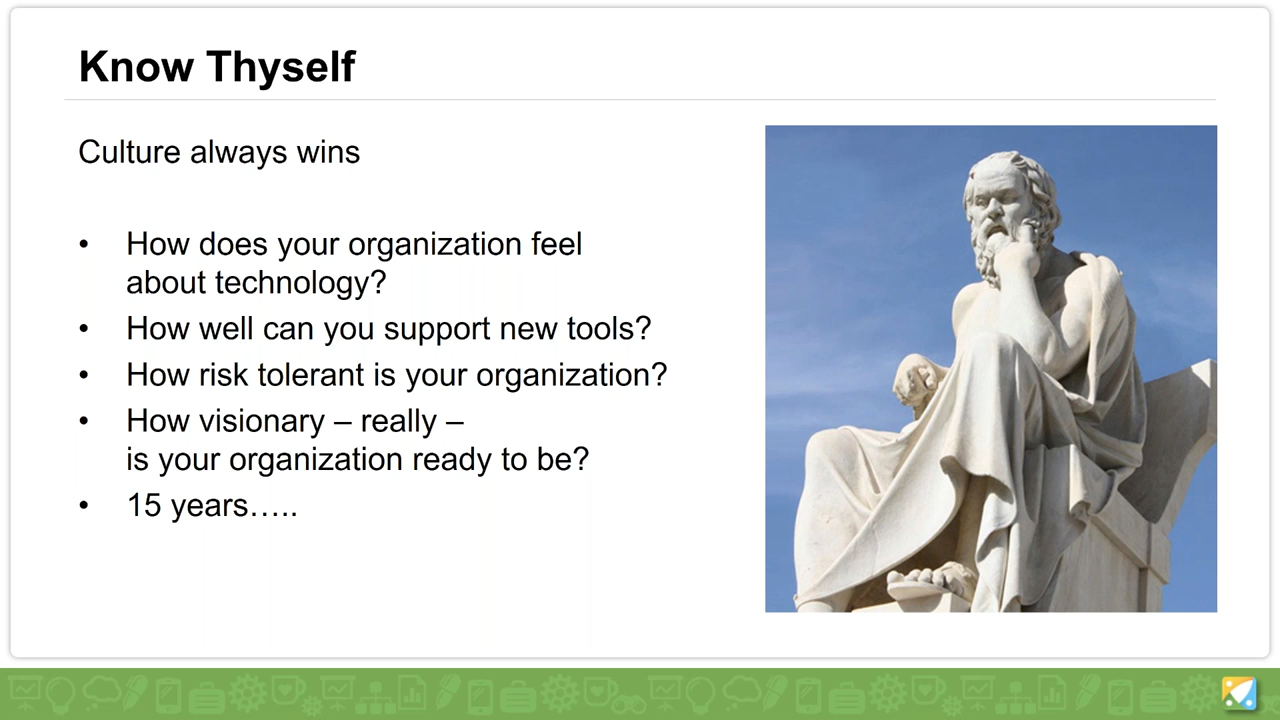 Know Thyself
Culture always wins
• How does your organization feel
about technology?
• How well can you support new tools?
• How risk tolerant is your organization?
• How visionary – really –
is your organization ready to be?
• 15 years…..